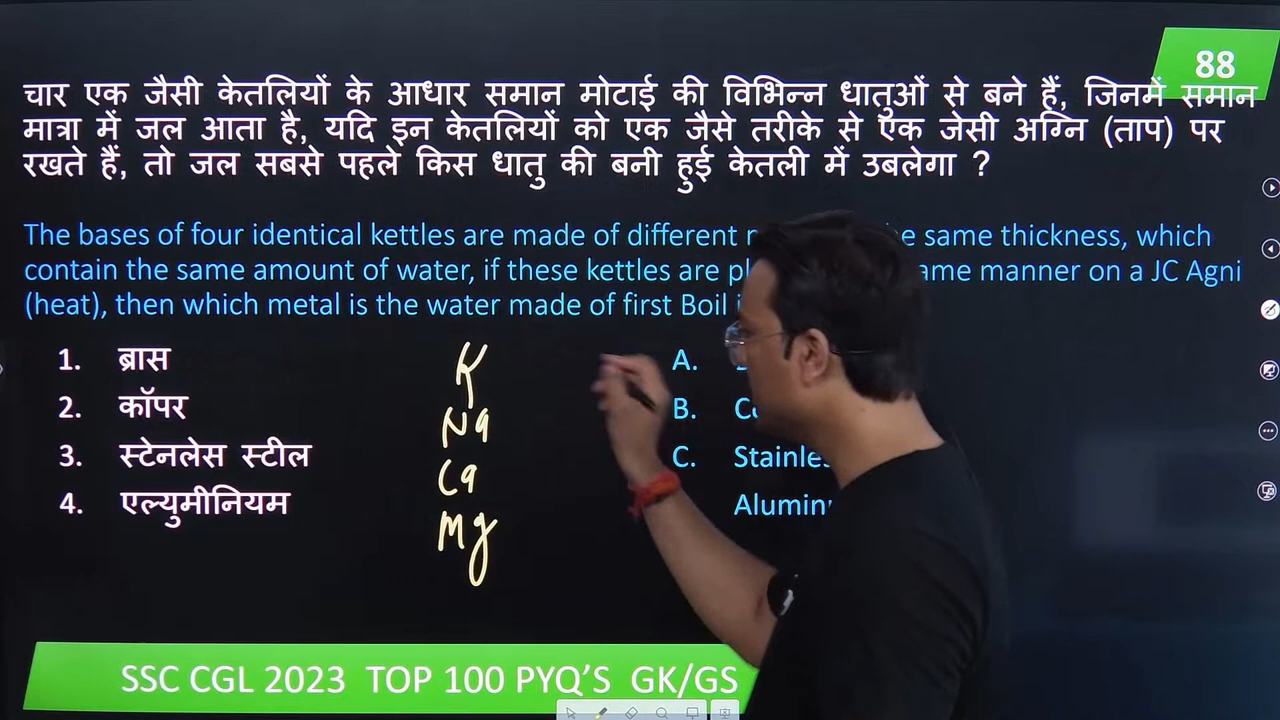 88
चार एक जैसी केतलियों के आधार समान मोटाई की विभिन्न धातुओं से बने हैं, जिनमें समान
मात्रा में जल आता है, यदि इन केतलियों को एक जैसे तरीके से एक जेसी अग्नि (ताप) पर
रखते हैं, तो जल सबसे पहले किस धातु की बनी हुई केतली में उबलेगा ?
The bases of four identical kettles are made of different same thickness, which
contain the same amount of water, if these kettles are ame manner on a JC Agni
(heat), then which metal is the water made of first Boil
1. ब्रास
2. कॉपर
3. स्टेनलेस स्टील
4. एल्युमीनियम
K
Na
Ca
Mg
A.
B. Co
C. Stainles
Alumin
SSC CGL 2023 TOP 100 PYQ'S GK/GS